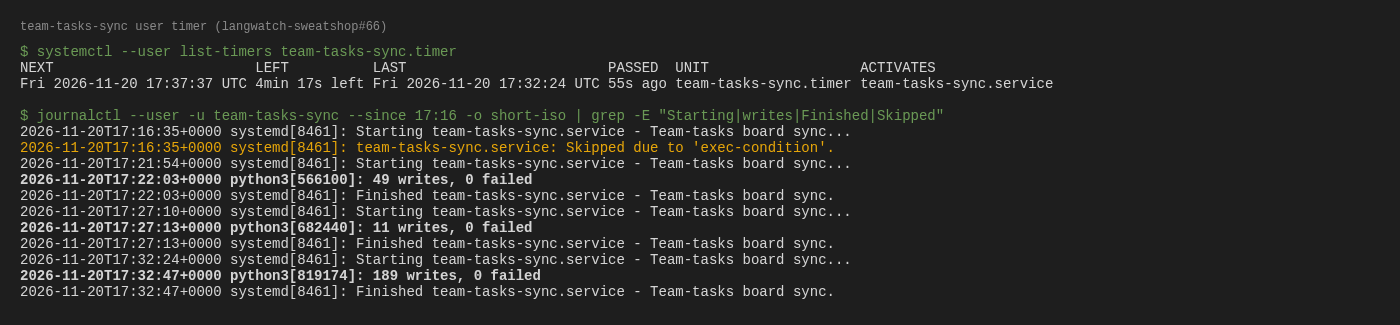 team-tasks-sync user timer (langwatch-sweatshop#66)
$ systemctl --user list-timers team-tasks-sync.timer
NEXT                        LEFT          LAST                        PASSED  UNIT                  ACTIVATES
Fri 2026-11-20 17:37:37 UTC 4min 17s left Fri 2026-11-20 17:32:24 UTC 55s ago team-tasks-sync.timer team-tasks-sync.service
$ journalctl --user -u team-tasks-sync --since 17:16 -o short-iso | grep -E "Starting|writes|Finished|Skipped"
2026-11-20T17:16:35+0000 systemd[8461]: Starting team-tasks-sync.service - Team-tasks board sync...
2026-11-20T17:16:35+0000 systemd[8461]: team-tasks-sync.service: Skipped due to 'exec-condition'.
2026-11-20T17:21:54+0000 systemd[8461]: Starting team-tasks-sync.service - Team-tasks board sync...
2026-11-20T17:22:03+0000 python3[566100]: 49 writes, 0 failed
2026-11-20T17:22:03+0000 systemd[8461]: Finished team-tasks-sync.service - Team-tasks board sync.
2026-11-20T17:27:10+0000 systemd[8461]: Starting team-tasks-sync.service - Team-tasks board sync...
2026-11-20T17:27:13+0000 python3[682440]: 11 writes, 0 failed
2026-11-20T17:27:13+0000 systemd[8461]: Finished team-tasks-sync.service - Team-tasks board sync.
2026-11-20T17:32:24+0000 systemd[8461]: Starting team-tasks-sync.service - Team-tasks board sync...
2026-11-20T17:32:47+0000 python3[819174]: 189 writes, 0 failed
2026-11-20T17:32:47+0000 systemd[8461]: Finished team-tasks-sync.service - Team-tasks board sync.